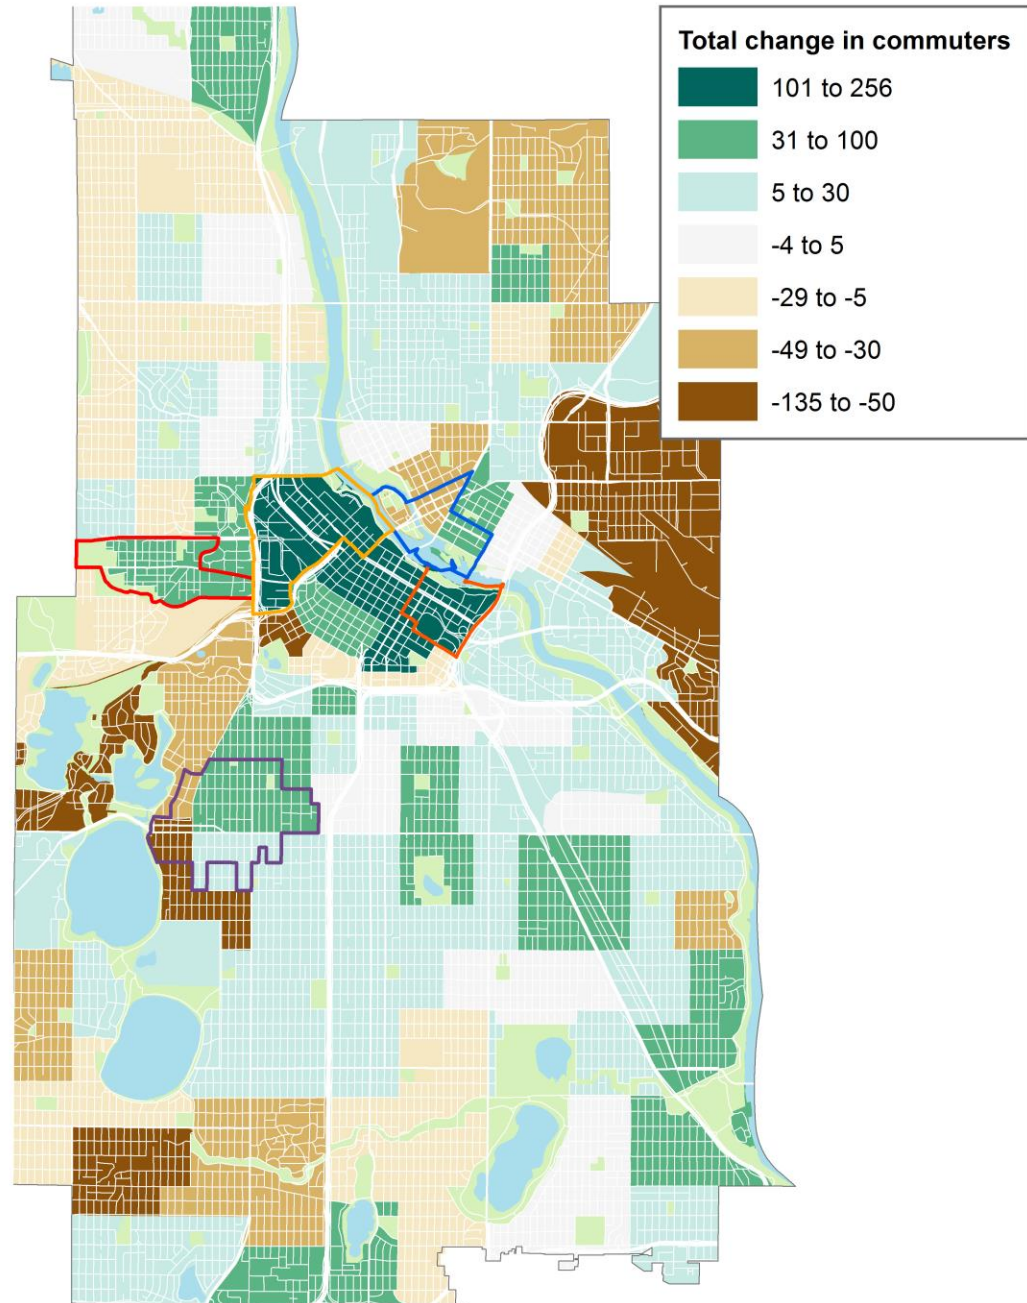 Total change in commuters
101 to 256
31 to 100
5 to 30
-4 to 5
-29 to -5
-49 to -30
-135 to -50